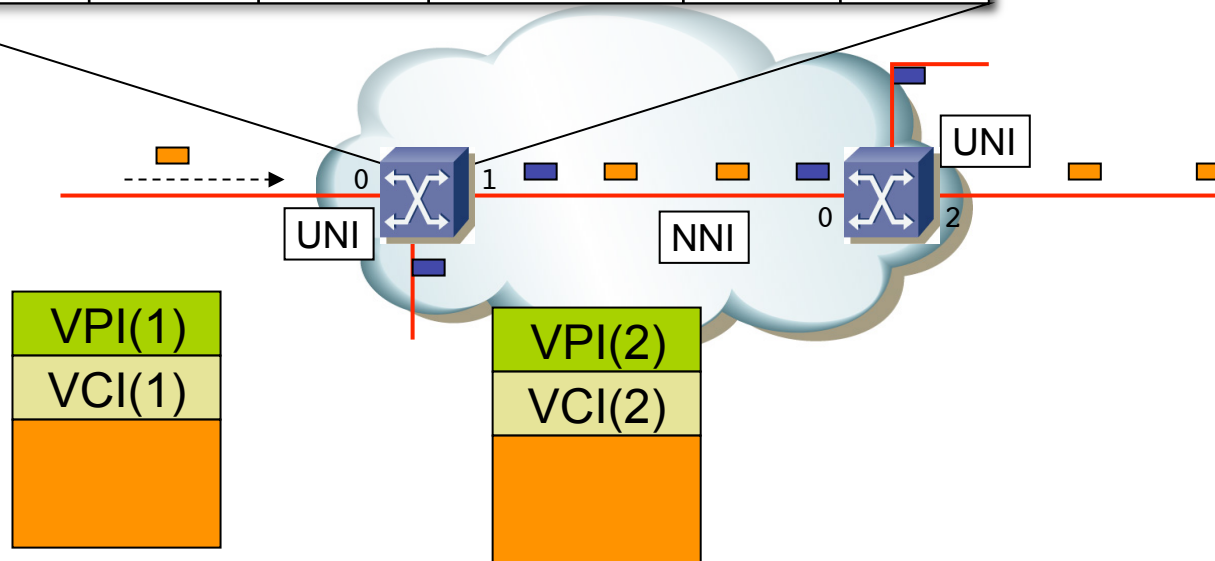 UNI
0
1
UNI
NNI
0
2
VPI(1)
VCI(1)
VPI(2)
VCI(2)